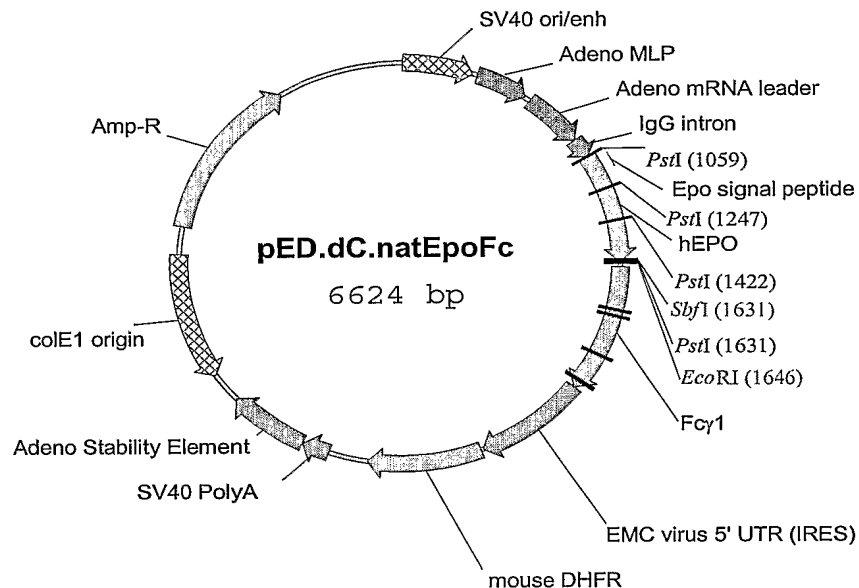 SV40 ori/enh
Adeno MLP
Adeno mRNA leader
IgG intron
PstI (1059)
Epo signal peptide
PstI (1247)
hEPO
PstI (1422)
SbfI (1631)
PstI (1631)
EcoRI (1646)
Fcγ1
EMC virus 5' UTR (IRES)
mouse DHFR
SV40 PolyA
Adeno Stability Element
colE1 origin
Amp-R
pED.dC.natEpoFc
6624 bp